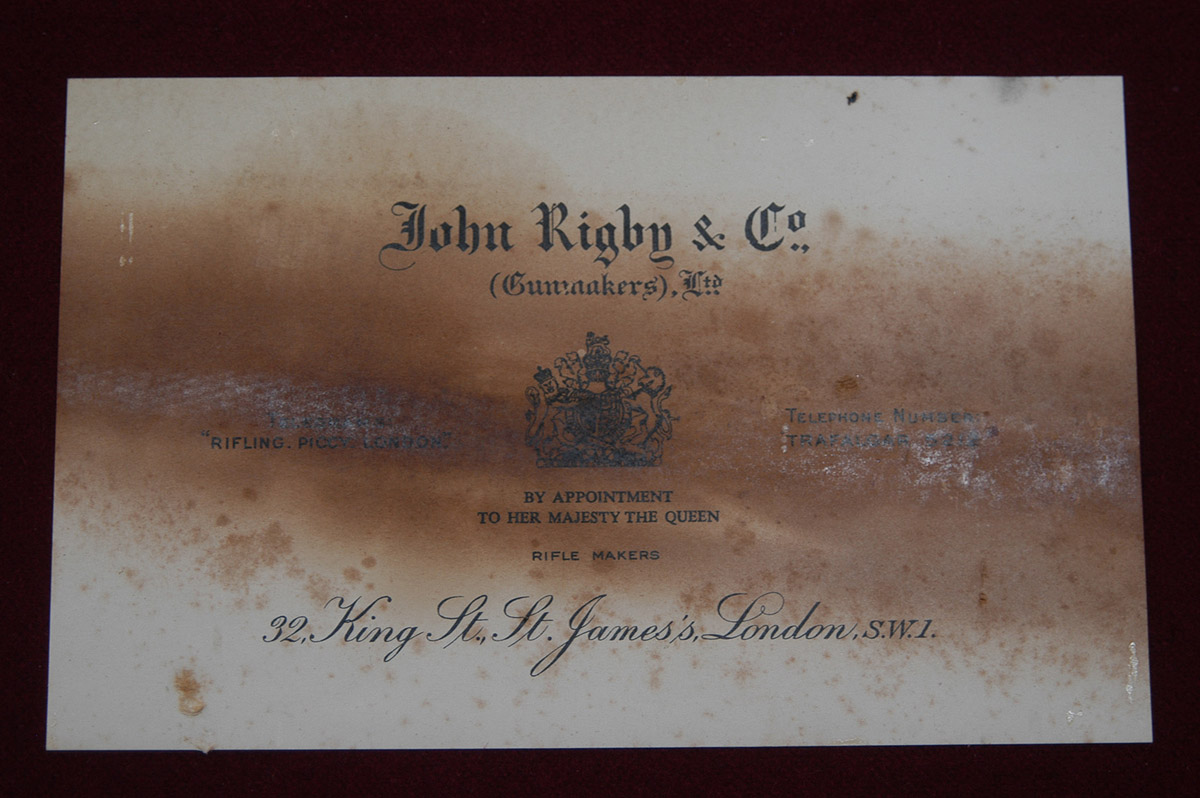 John Rigby & Co.,
(Gunmakers), Ltd
"RIFLING. PICCY. LONDON."
TELEPHONE NUMBER:
TRAFALGAR
BY APPOINTMENT
TO HER MAJESTY THE QUEEN
RIFLE MAKERS
32, King St., St. James's, London, S.W.1.